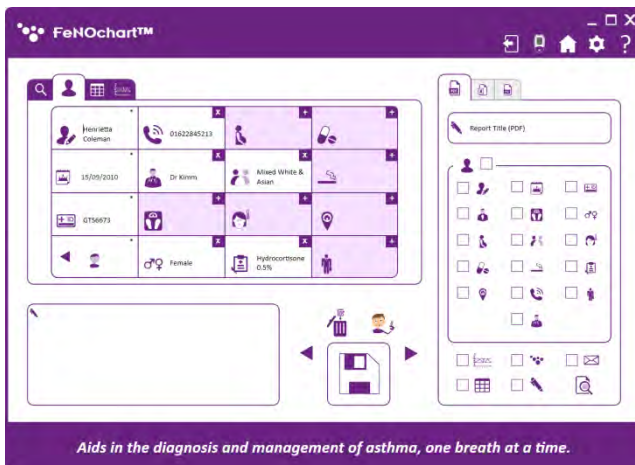 FeNOchart™
Henrietta
Coleman
01622845213
15/09/2010
Dr Kimm
Mixed White &
Asian
GT56673
Female
Hydrocortisone
0.5%
Report Title (PDF)
Aids in the diagnosis and management of asthma, one breath at a time.